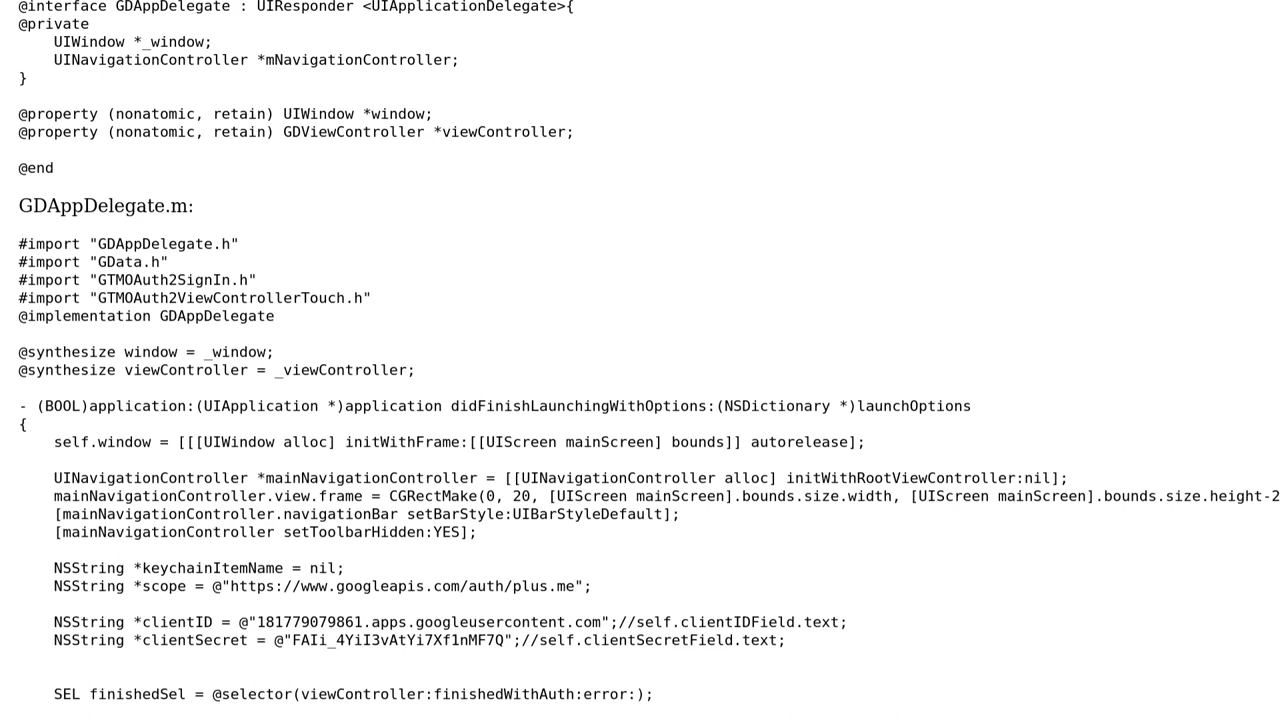 @interface GDAppDelegate : UIResponder <UIApplicationDelegate>{
@private
    UIWindow *_window;
    UINavigationController *mNavigationController;
}

@property (nonatomic, retain) UIWindow *window;
@property (nonatomic, retain) GDViewController *viewController;

@end

GDAppDelegate.m:

#import "GDAppDelegate.h"
#import "GData.h"
#import "GTMOAuth2SignIn.h"
#import "GTMOAuth2ViewControllerTouch.h"
@implementation GDAppDelegate

@synthesize window = _window;
@synthesize viewController = _viewController;

- (BOOL)application:(UIApplication *)application didFinishLaunchingWithOptions:(NSDictionary *)launchOptions
{
    self.window = [[[UIWindow alloc] initWithFrame:[[UIScreen mainScreen] bounds]] autorelease];

    UINavigationController *mainNavigationController = [[UINavigationController alloc] initWithRootViewController:nil];
    mainNavigationController.view.frame = CGRectMake(0, 20, [UIScreen mainScreen].bounds.size.width, [UIScreen mainScreen].bounds.size.height-2
    [mainNavigationController.navigationBar setBarStyle:UIBarStyleDefault];
    [mainNavigationController setToolbarHidden:YES];

    NSString *keychainItemName = nil;
    NSString *scope = @"https://www.googleapis.com/auth/plus.me";

    NSString *clientID = @"181779079861.apps.googleusercontent.com";//self.clientIDField.text;
    NSString *clientSecret = @"FAIi_4YiI3vAtYi7Xf1nMF7Q";//self.clientSecretField.text;

    SEL finishedSel = @selector(viewController:finishedWithAuth:error:);